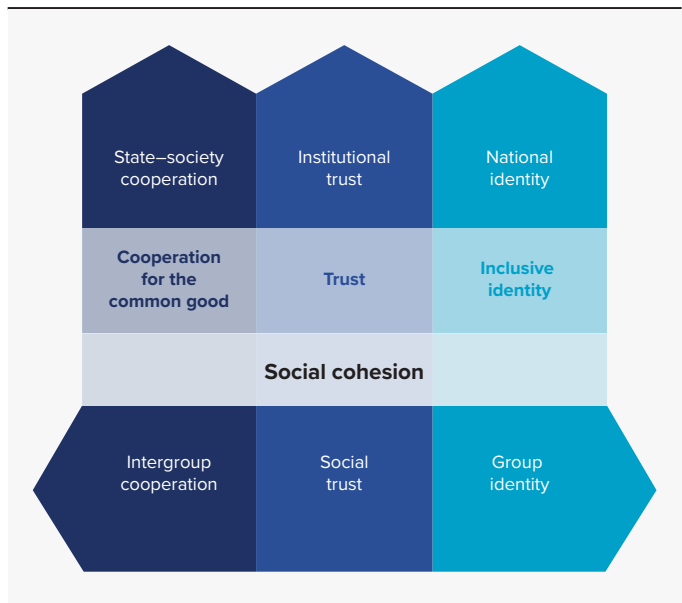 State–society
cooperation
Institutional
trust
National
identity
Cooperation
for the
common good
Trust
Inclusive
identity
Social cohesion
Intergroup
cooperation
Social
trust
Group
identity